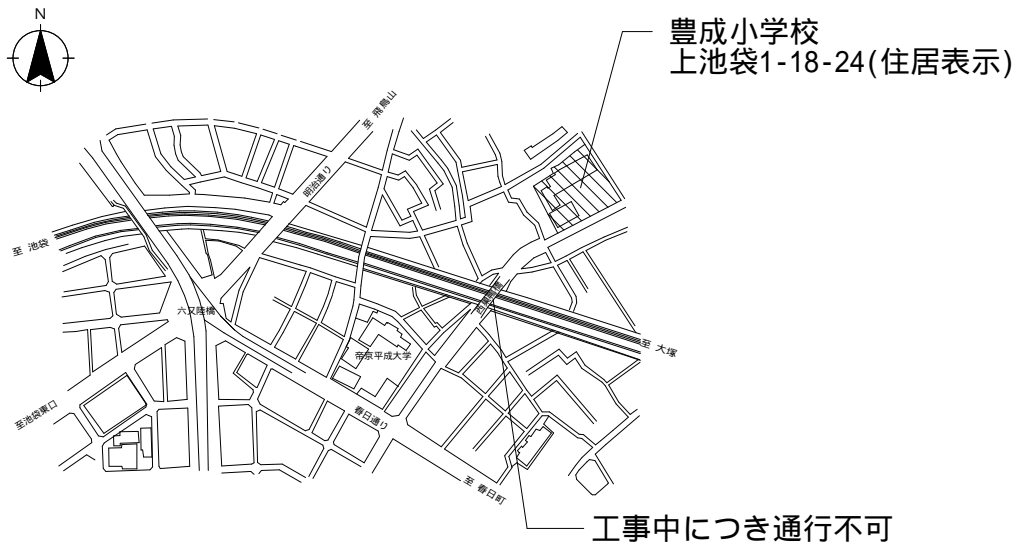 N
豊成小学校
上池袋1-18-24(住居表示)
至 飛鳥山
明治通り
至 池袋
六又陸橋
帝京平成大学
至 大塚
至池袋東口
春日通り
至 春日町
工事中につき通行不可